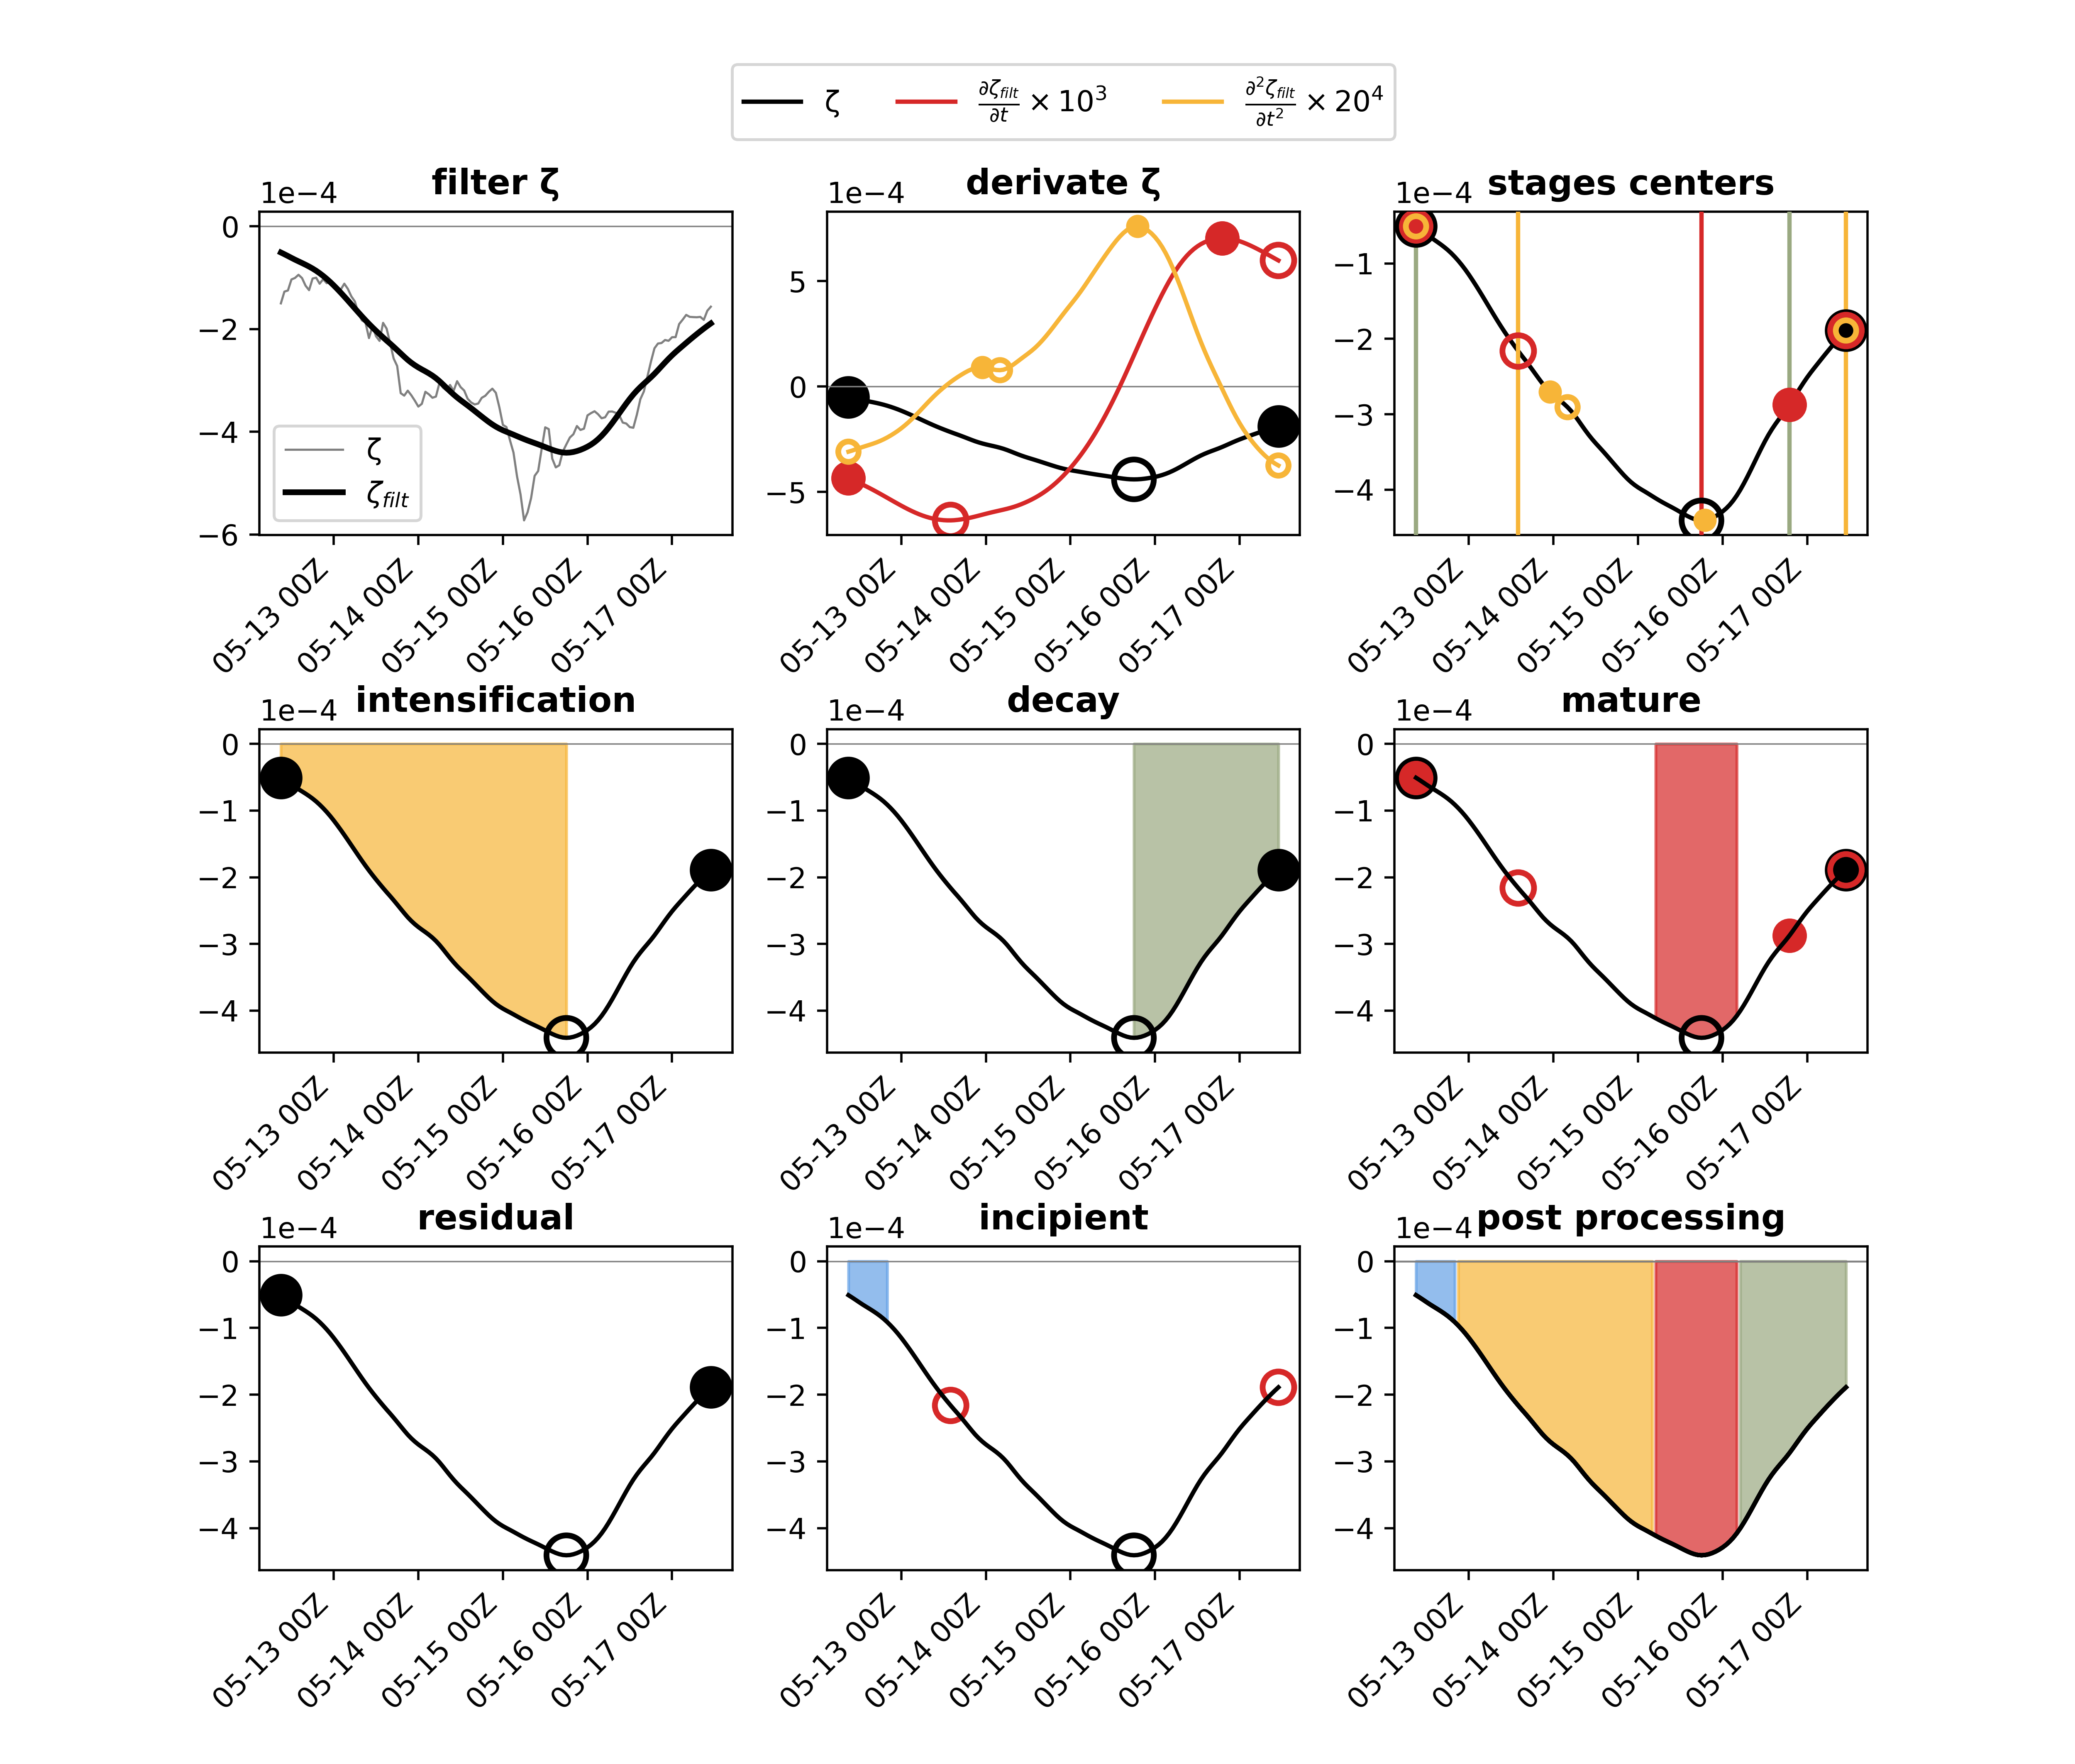 ζ ∂ζfilt/∂t × 10³ ∂²ζfilt/∂t² × 20⁴
filter ζ
1e−4
0
−2
−4
−6
ζ
ζfilt
05-13 00Z
05-14 00Z
05-15 00Z
05-16 00Z
05-17 00Z
derivate ζ
1e−4
5
0
−5
05-13 00Z
05-14 00Z
05-15 00Z
05-16 00Z
05-17 00Z
stages centers
1e−4
−1
−2
−3
−4
05-13 00Z
05-14 00Z
05-15 00Z
05-16 00Z
05-17 00Z
intensification
1e−4
0
−1
−2
−3
−4
05-13 00Z
05-14 00Z
05-15 00Z
05-16 00Z
05-17 00Z
decay
1e−4
0
−1
−2
−3
−4
05-13 00Z
05-14 00Z
05-15 00Z
05-16 00Z
05-17 00Z
mature
1e−4
0
−1
−2
−3
−4
05-13 00Z
05-14 00Z
05-15 00Z
05-16 00Z
05-17 00Z
residual
1e−4
0
−1
−2
−3
−4
05-13 00Z
05-14 00Z
05-15 00Z
05-16 00Z
05-17 00Z
incipient
1e−4
0
−1
−2
−3
−4
05-13 00Z
05-14 00Z
05-15 00Z
05-16 00Z
05-17 00Z
post processing
1e−4
0
−1
−2
−3
−4
05-13 00Z
05-14 00Z
05-15 00Z
05-16 00Z
05-17 00Z